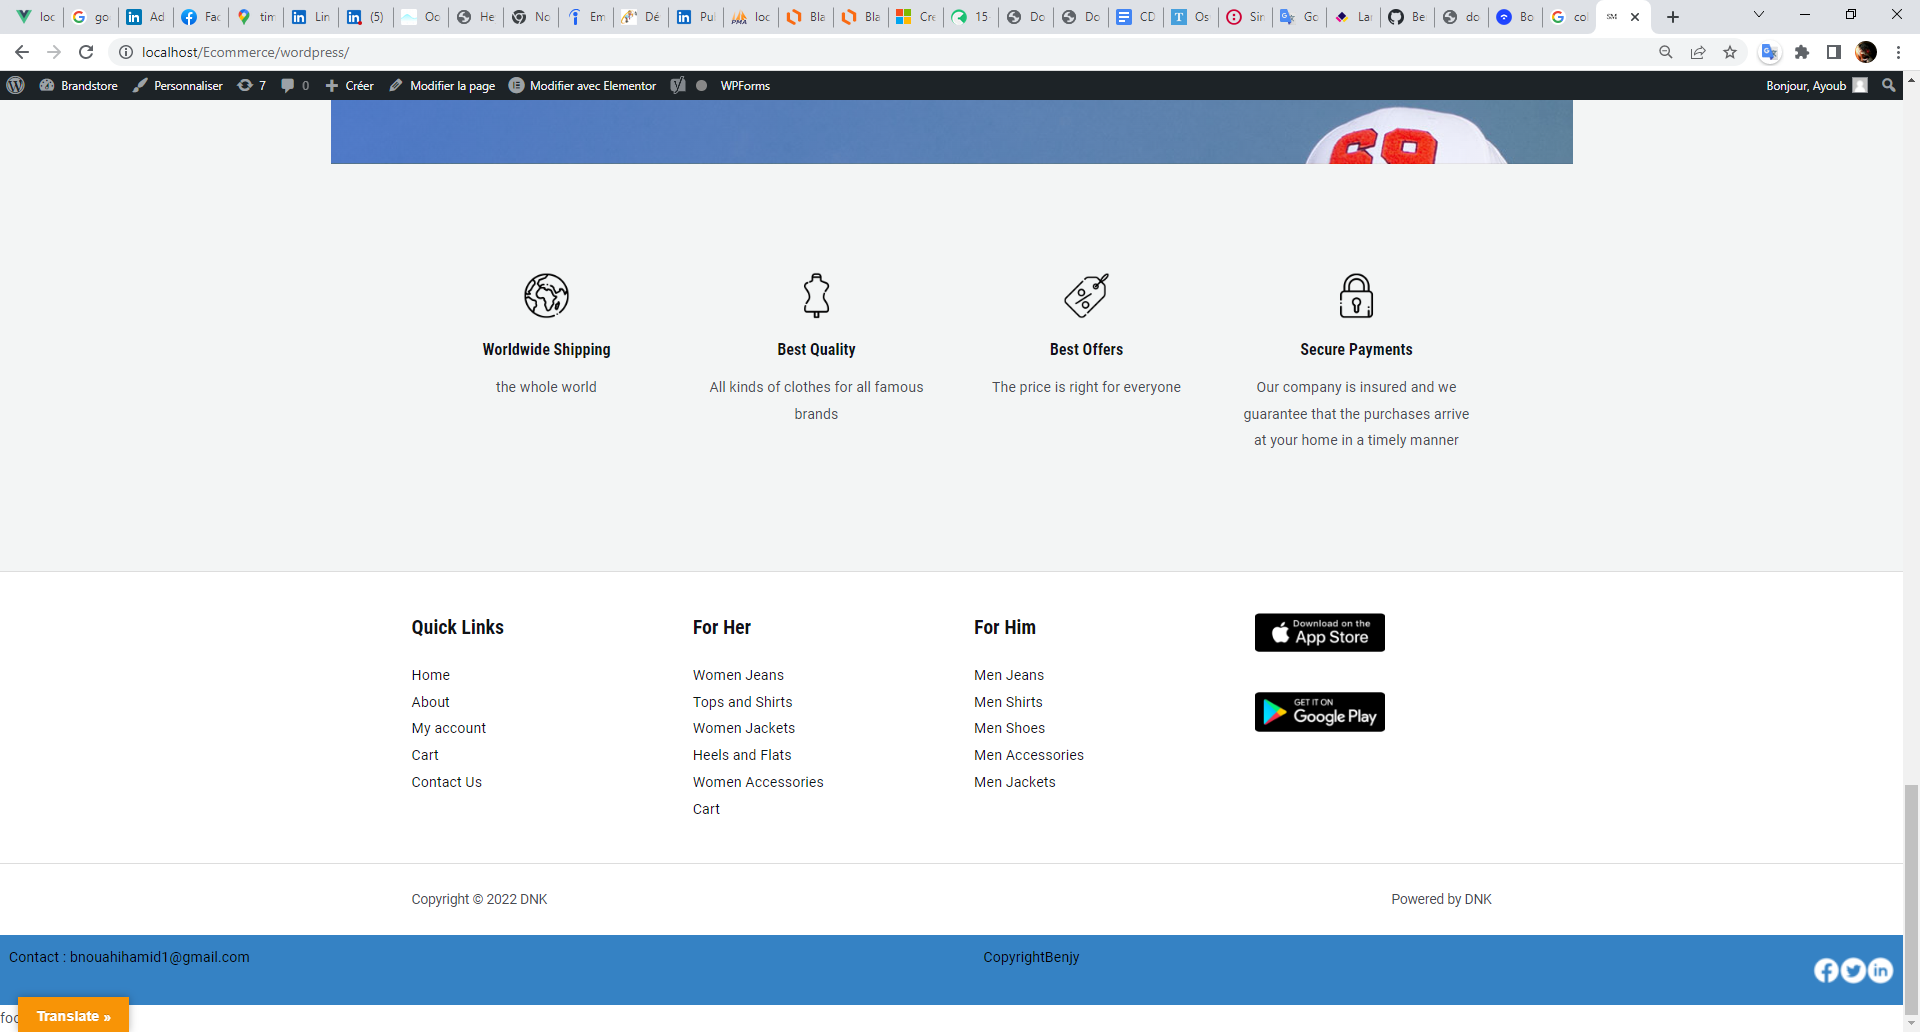 loc
go
Ad
Fac
tim
Lin
(5)
Oc
He
No
Em
Dé
Pul
loc
Bla
Bla
Cre
15
Do
Do
CD
Os
Sir
Go
La
Be
do
Bo
col
SM
localhost/Ecommerce/wordpress/
Brandstore Personnaliser 7 0 Créer Modifier la page Modifier avec Elementor WPForms Bonjour, Ayoub
69
Worldwide Shipping
the whole world
Best Quality
All kinds of clothes for all famous
brands
Best Offers
The price is right for everyone
Secure Payments
Our company is insured and we
guarantee that the purchases arrive
at your home in a timely manner
Quick Links
Home
About
My account
Cart
Contact Us
For Her
Women Jeans
Tops and Shirts
Women Jackets
Heels and Flats
Women Accessories
Cart
For Him
Men Jeans
Men Shirts
Men Shoes
Men Accessories
Men Jackets
Download on the
App Store
GET IT ON
Google Play
Copyright © 2022 DNK
Powered by DNK
Contact : bnouahihamid1@gmail.com
CopyrightBenjy
Translate »